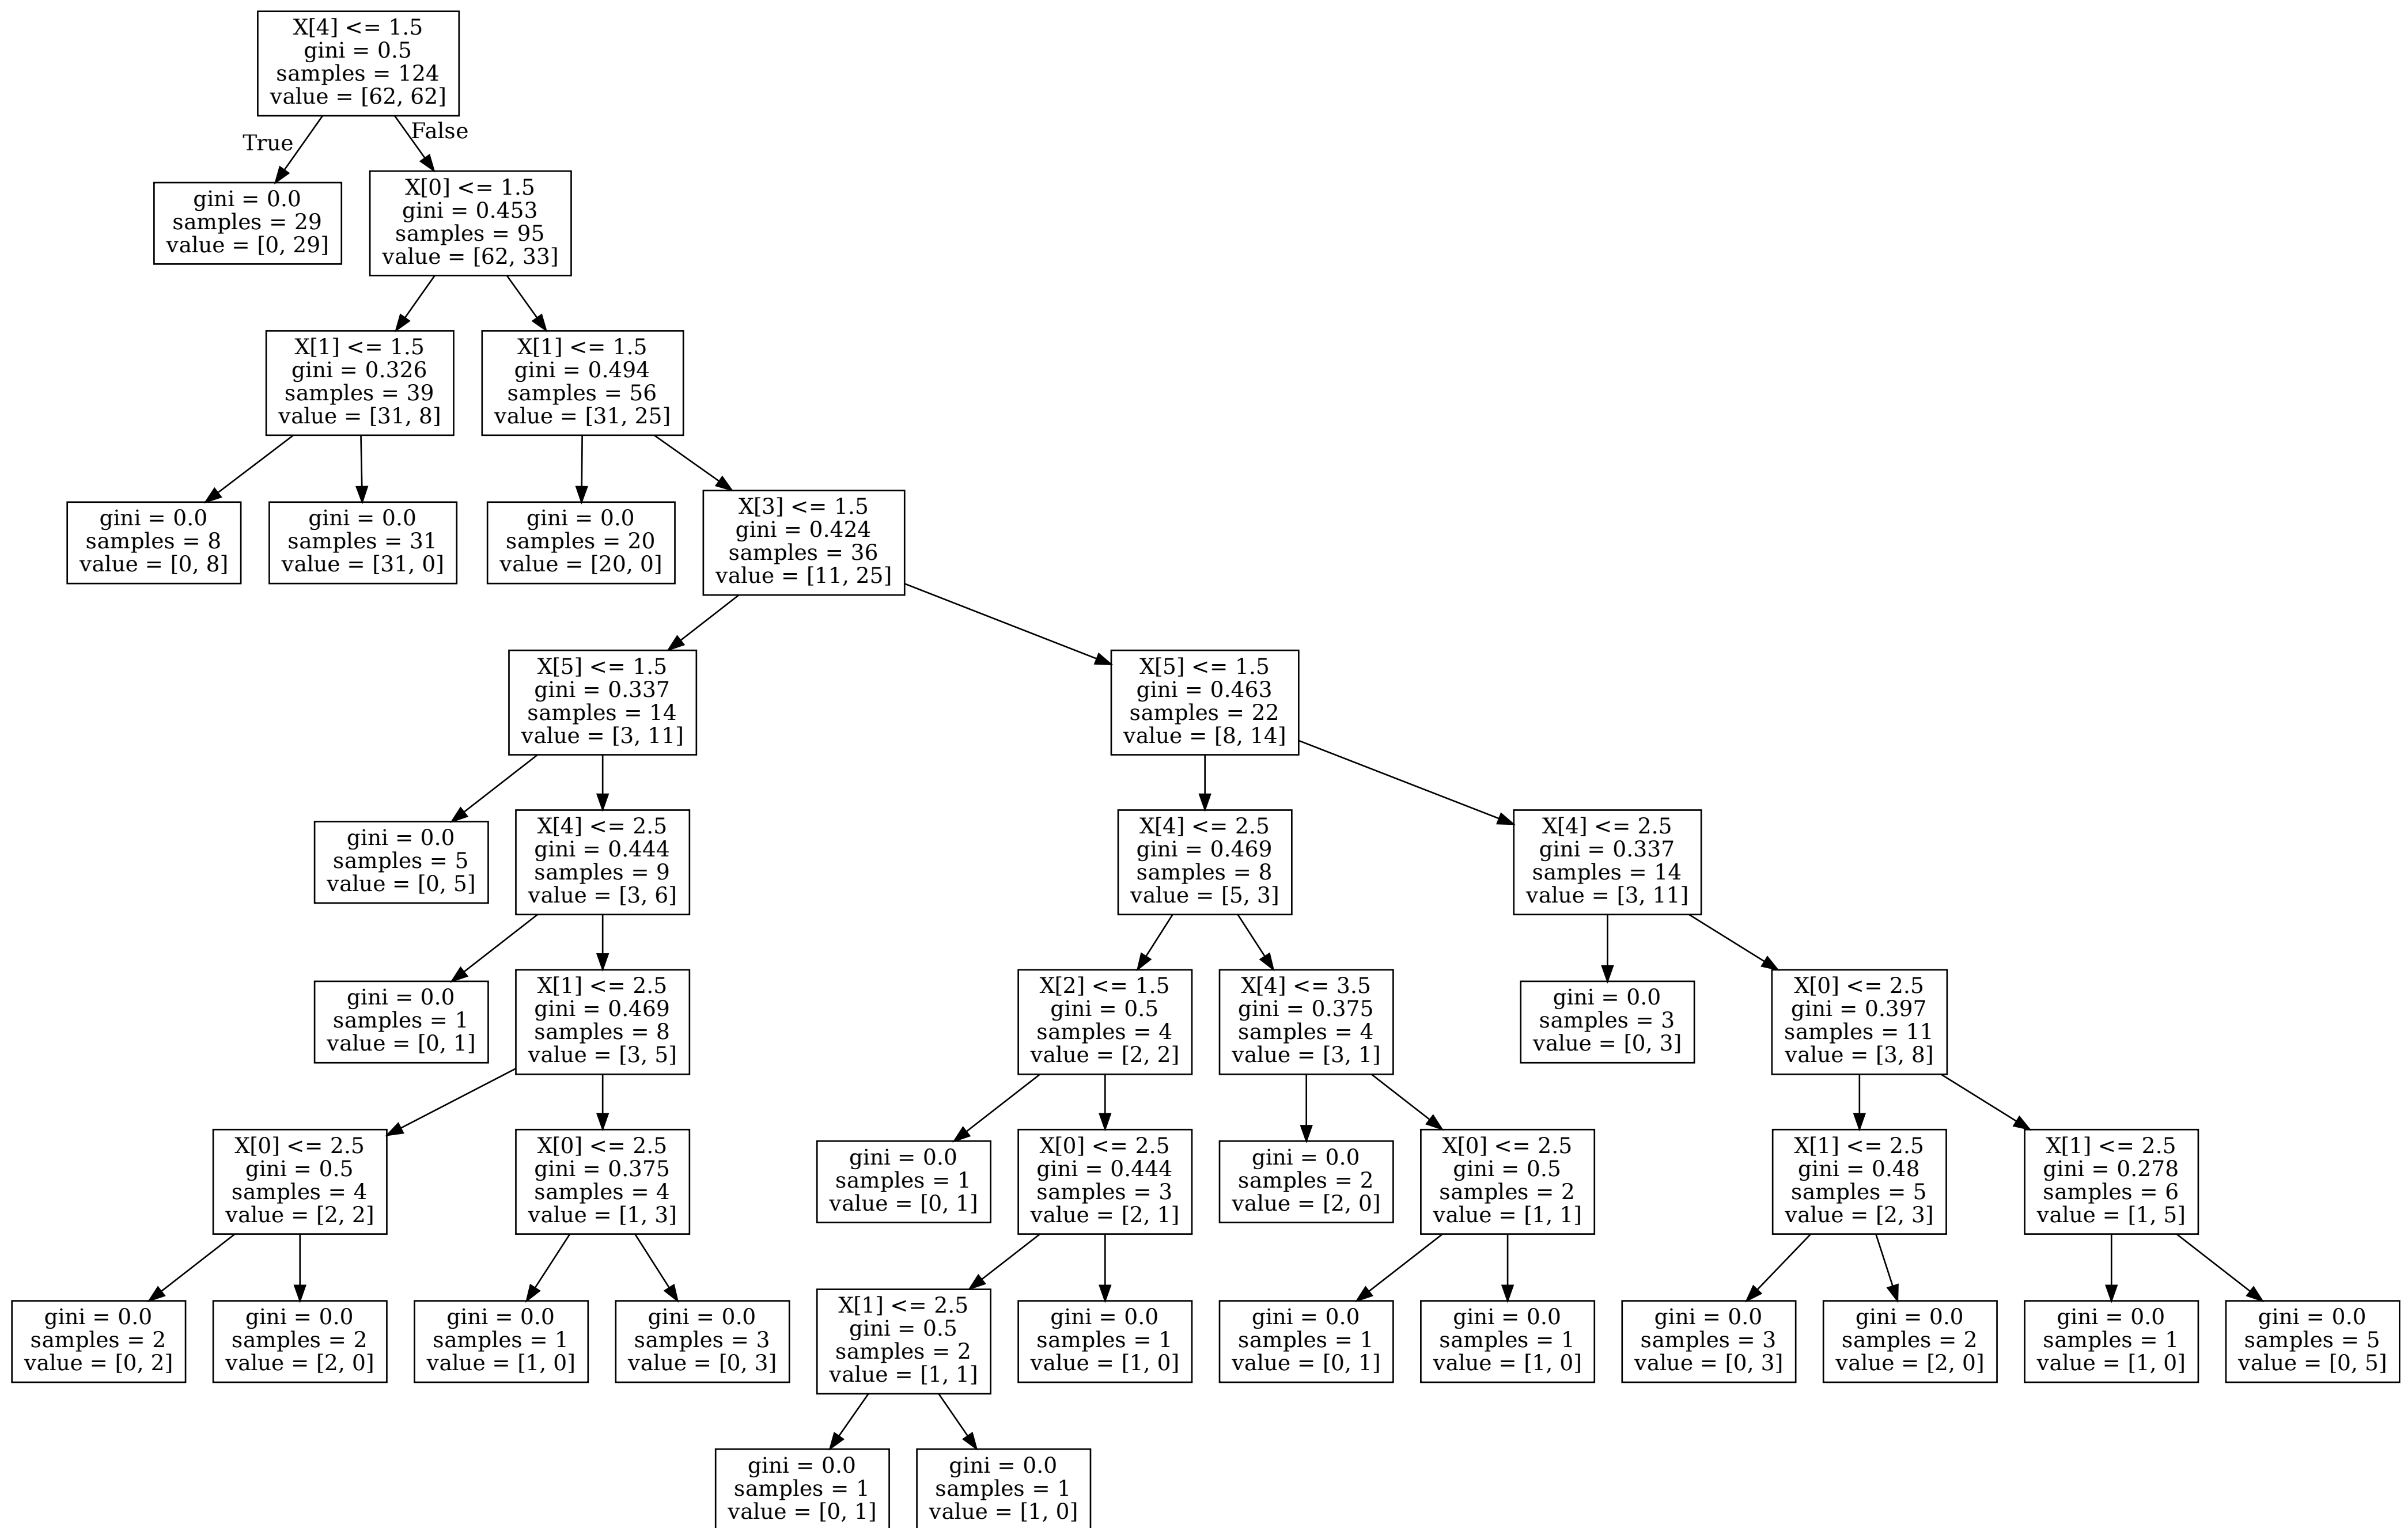 X[4] <= 1.5
gini = 0.5
samples = 124
value = [62, 62]
True
False
gini = 0.0
samples = 29
value = [0, 29]
X[0] <= 1.5
gini = 0.453
samples = 95
value = [62, 33]
X[1] <= 1.5
gini = 0.326
samples = 39
value = [31, 8]
X[1] <= 1.5
gini = 0.494
samples = 56
value = [31, 25]
gini = 0.0
samples = 8
value = [0, 8]
gini = 0.0
samples = 31
value = [31, 0]
gini = 0.0
samples = 20
value = [20, 0]
X[3] <= 1.5
gini = 0.424
samples = 36
value = [11, 25]
X[5] <= 1.5
gini = 0.337
samples = 14
value = [3, 11]
X[5] <= 1.5
gini = 0.463
samples = 22
value = [8, 14]
gini = 0.0
samples = 5
value = [0, 5]
X[4] <= 2.5
gini = 0.444
samples = 9
value = [3, 6]
X[4] <= 2.5
gini = 0.469
samples = 8
value = [5, 3]
X[4] <= 2.5
gini = 0.337
samples = 14
value = [3, 11]
gini = 0.0
samples = 1
value = [0, 1]
X[1] <= 2.5
gini = 0.469
samples = 8
value = [3, 5]
X[2] <= 1.5
gini = 0.5
samples = 4
value = [2, 2]
X[4] <= 3.5
gini = 0.375
samples = 4
value = [3, 1]
gini = 0.0
samples = 3
value = [0, 3]
X[0] <= 2.5
gini = 0.397
samples = 11
value = [3, 8]
X[0] <= 2.5
gini = 0.5
samples = 4
value = [2, 2]
X[0] <= 2.5
gini = 0.375
samples = 4
value = [1, 3]
gini = 0.0
samples = 1
value = [0, 1]
X[0] <= 2.5
gini = 0.444
samples = 3
value = [2, 1]
gini = 0.0
samples = 2
value = [2, 0]
X[0] <= 2.5
gini = 0.5
samples = 2
value = [1, 1]
X[1] <= 2.5
gini = 0.48
samples = 5
value = [2, 3]
X[1] <= 2.5
gini = 0.278
samples = 6
value = [1, 5]
gini = 0.0
samples = 2
value = [0, 2]
gini = 0.0
samples = 2
value = [2, 0]
gini = 0.0
samples = 1
value = [1, 0]
gini = 0.0
samples = 3
value = [0, 3]
X[1] <= 2.5
gini = 0.5
samples = 2
value = [1, 1]
gini = 0.0
samples = 1
value = [1, 0]
gini = 0.0
samples = 1
value = [0, 1]
gini = 0.0
samples = 1
value = [1, 0]
gini = 0.0
samples = 3
value = [0, 3]
gini = 0.0
samples = 2
value = [2, 0]
gini = 0.0
samples = 1
value = [1, 0]
gini = 0.0
samples = 5
value = [0, 5]
gini = 0.0
samples = 1
value = [0, 1]
gini = 0.0
samples = 1
value = [1, 0]